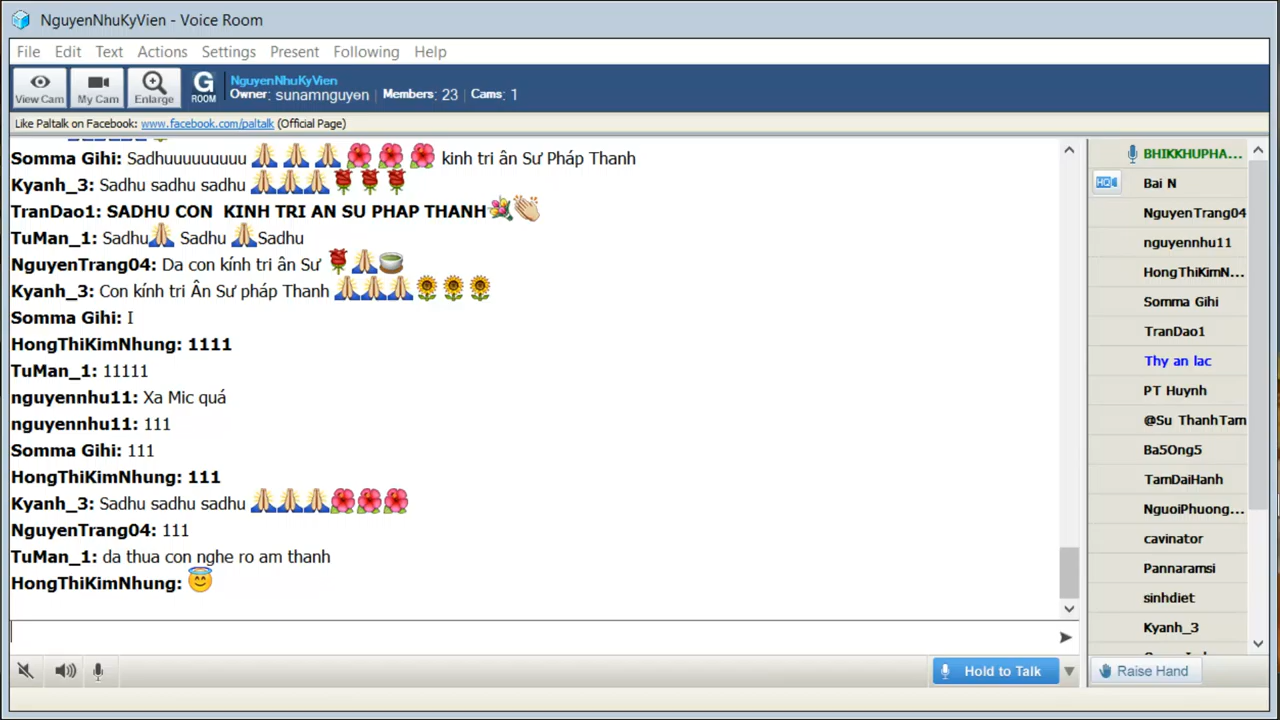 NguyenNhuKyVien - Voice Room
File Edit Text Actions Settings Present Following Help
View Cam My Cam Enlarge G ROOM
NguyenNhuKyVien
Owner: sunamnguyen | Members: 23 | Cams: 1
Like Paltalk on Facebook: www.facebook.com/paltalk (Official Page)
Somma Gihi: Sadhuuuuuuuuu 🙏 🙏 🙏🌺 🌺 🌺 kinh tri ân Sư Pháp Thanh
Kyanh_3: Sadhu sadhu sadhu 🙏🙏🙏🌹🌹🌹
TranDao1: SADHU CON KINH TRI AN SU PHAP THANH💐👏
TuMan_1: Sadhu🙏 Sadhu 🙏Sadhu
NguyenTrang04: Da con kính tri ân Sư 🌹🙏🍵
Kyanh_3: Con kính tri Ân Sư pháp Thanh 🙏🙏🙏🌻🌻🌻
Somma Gihi: I
HongThiKimNhung: 1111
TuMan_1: 11111
nguyennhu11: Xa Mic quá
nguyennhu11: 111
Somma Gihi: 111
HongThiKimNhung: 111
Kyanh_3: Sadhu sadhu sadhu 🙏🙏🙏🌺🌺🌺
NguyenTrang04: 111
TuMan_1: da thua con nghe ro am thanh
HongThiKimNhung: 😇
BHIKKHUPHA...
Bai N
NguyenTrang04
nguyennhu11
HongThiKimN...
Somma Gihi
TranDao1
Thy an lac
PT Huynh
@Su ThanhTam
Ba5Ong5
TamDaiHanh
NguoiPhuong...
cavinator
Pannaramsi
sinhdiet
Kyanh_3
Hold to Talk
Raise Hand